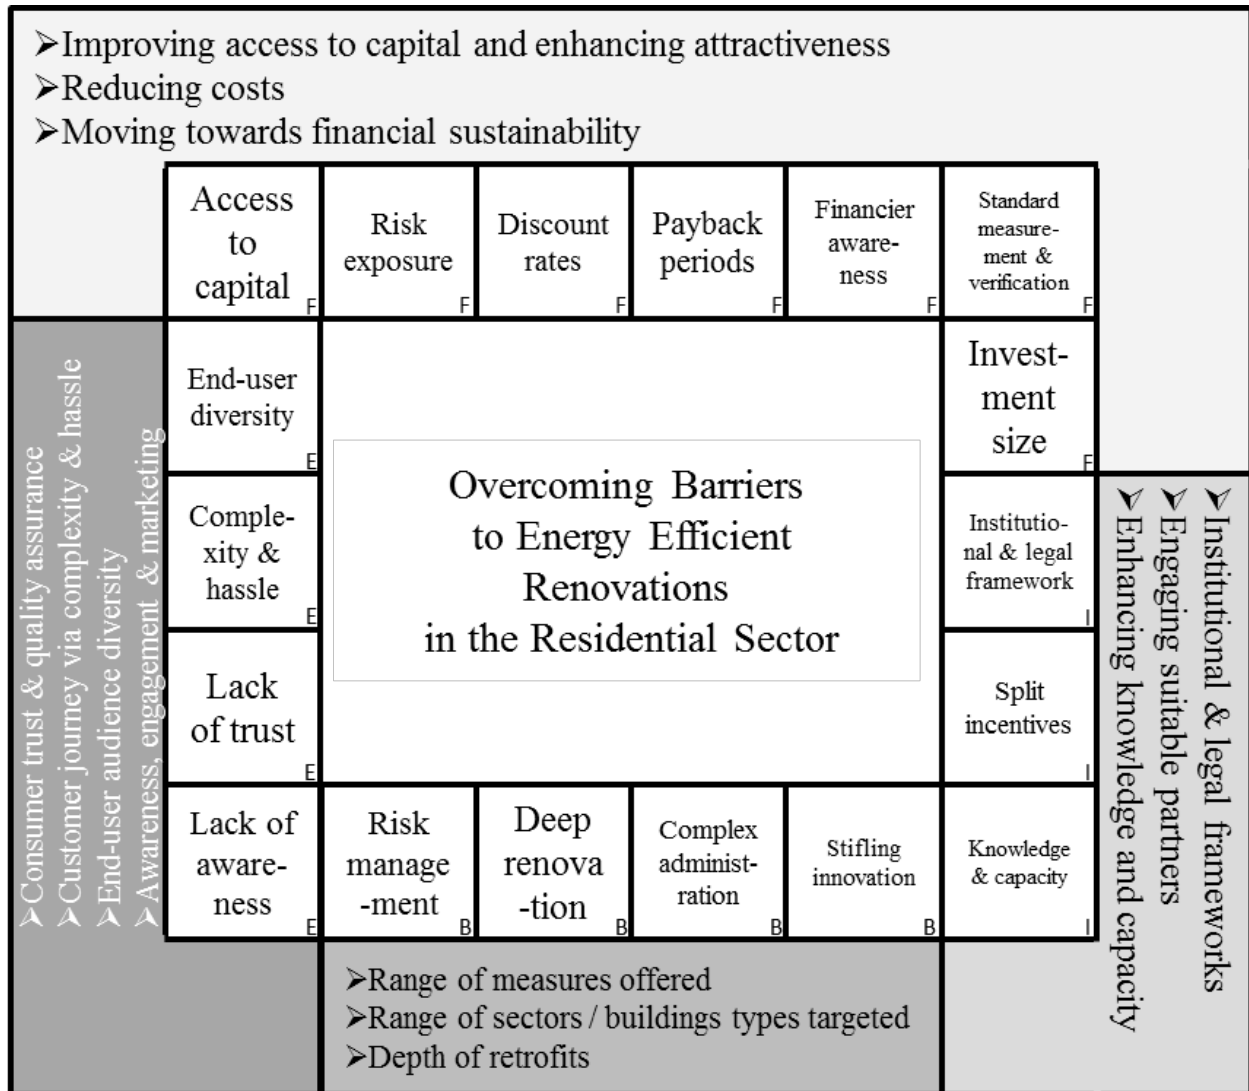 ➢Improving access to capital and enhancing attractiveness
➢Reducing costs
➢Moving towards financial sustainability
Access
to
capital
F
Risk
exposure
F
Discount
rates
F
Payback
periods
F
Financier
aware-
ness
F
Standard
measure-
ment &
verification
F
End-user
diversity
E
Invest-
ment
size
F
Comple-
xity &
hassle
E
Institutio-
nal & legal
framework
I
Lack
of trust
E
Split
incentives
I
Lack of
aware-
ness
E
Risk
manage
-ment
B
Deep
renova
-tion
B
Complex
administ-
ration
B
Stifling
innovation
B
Knowledge
& capacity
I
Overcoming Barriers
to Energy Efficient
Renovations
in the Residential Sector
➢Consumer trust & quality assurance
➢Customer journey via complexity & hassle
➢End-user audience diversity
➢Awareness, engagement & marketing
➢Institutional & legal frameworks
➢Engaging suitable partners
➢Enhancing knowledge and capacity
➢Range of measures offered
➢Range of sectors / buildings types targeted
➢Depth of retrofits